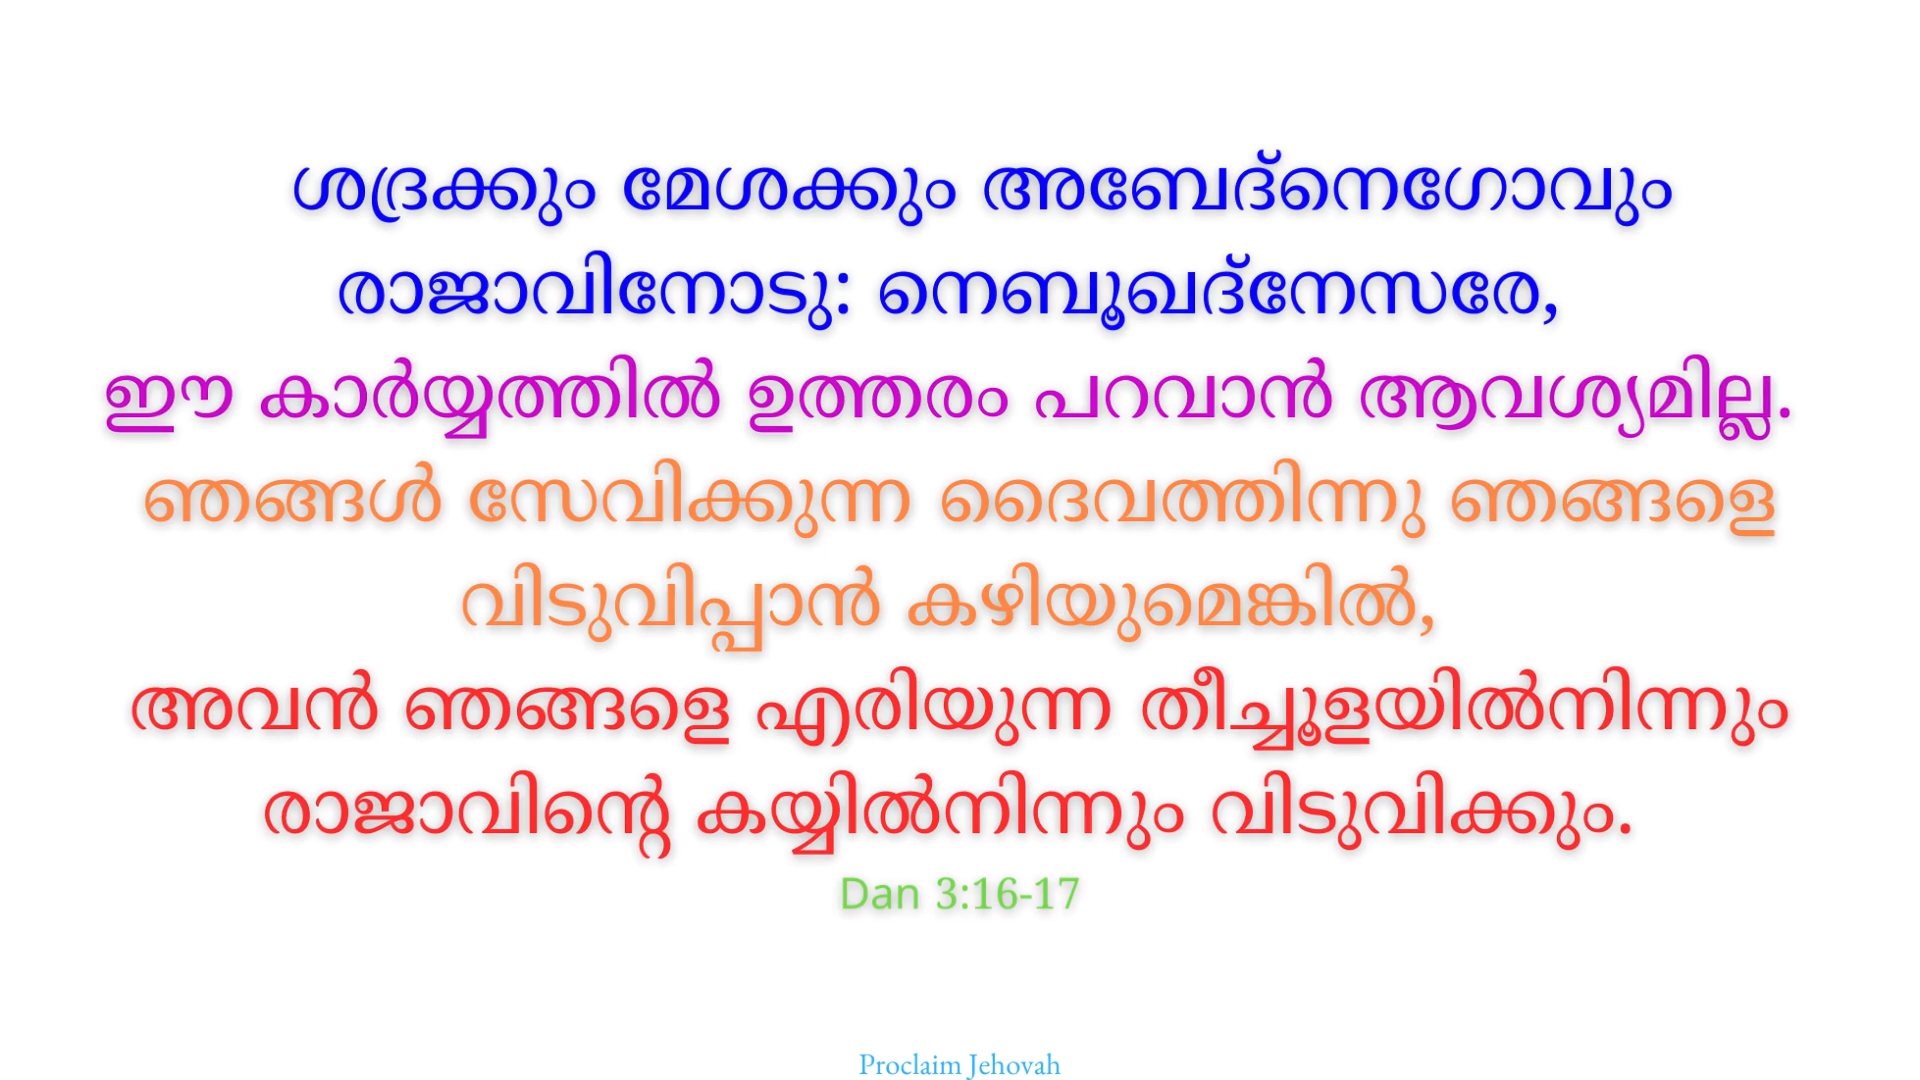 ശദ്രക്കും മേശക്കും അബേദ്നെഗോവും
രാജാവിനോടു: നെബൂഖദ്നേസരേ,
ഈ കാര്യത്തിൽ ഉത്തരം പറവാൻ ആവശ്യമില്ല.
ഞങ്ങൾ സേവിക്കുന്ന ദൈവത്തിന്നു ഞങ്ങളെ
വിടുവിപ്പാൻ കഴിയുമെങ്കിൽ,
അവൻ ഞങ്ങളെ എരിയുന്ന തീച്ചൂളയിൽനിന്നും
രാജാവിന്റെ കയ്യിൽനിന്നും വിടുവിക്കും.
Dan 3:16-17
Proclaim Jehovah